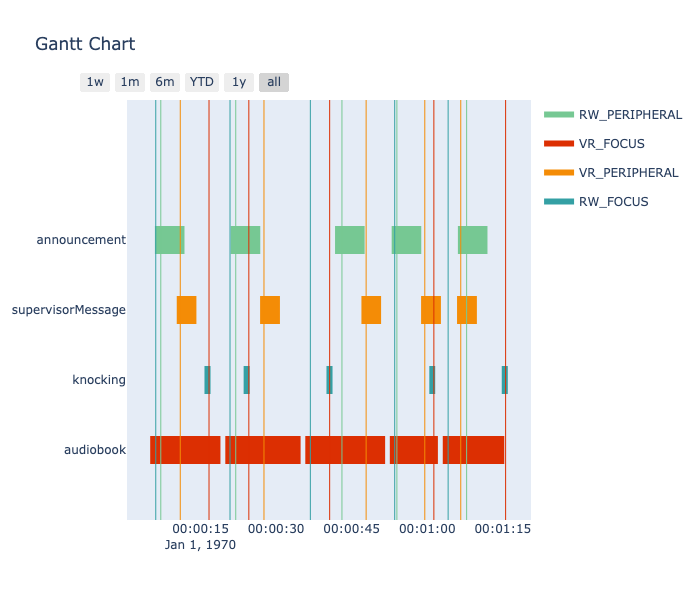 Gantt Chart
1w 1m 6m YTD 1y all
RW_PERIPHERAL
VR_FOCUS
VR_PERIPHERAL
RW_FOCUS
announcement
supervisorMessage
knocking
audiobook
00:00:15 00:00:30 00:00:45 00:01:00 00:01:15
Jan 1, 1970